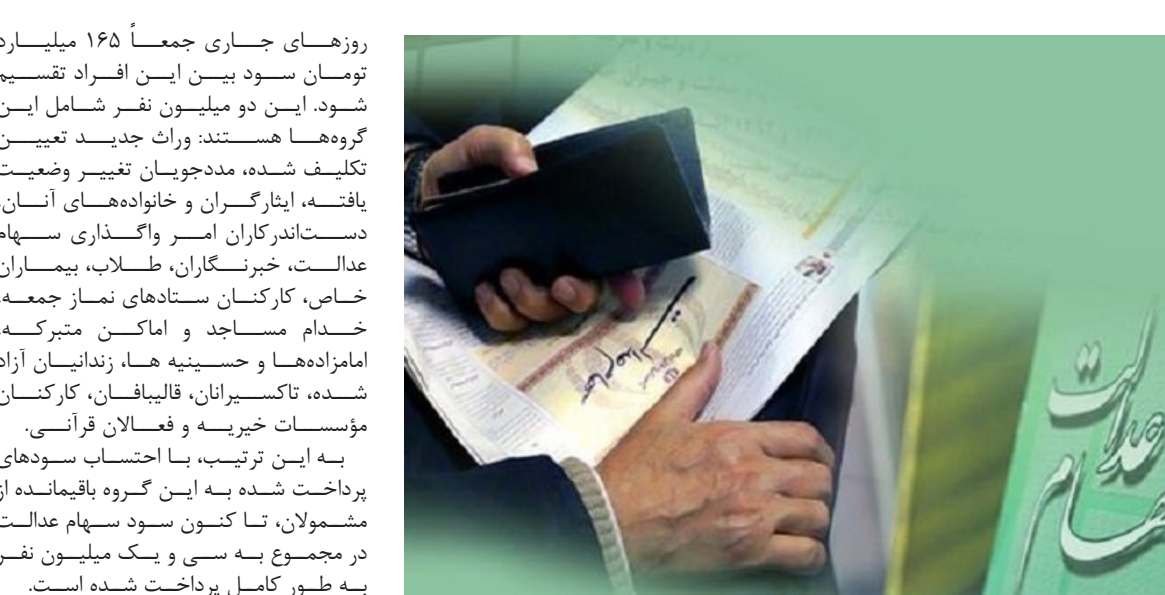 روزهای جاری جمعاً ۱۶۵ میلیارد
تومان سود بین این افراد تقسیم
شود. این دو میلیون نفر شامل این
گروه‌ها هستند: وراث جدید تعیین
تکلیف شده، مددجویان تغییر وضعیت
یافته، ایثارگران و خانواده‌های آنان،
دست‌اندرکاران امر واگذاری سهام
عدالت، خبرنگاران، طلاب، بیماران
خاص، کارکنان ستادهای نماز جمعه،
خدام مساجد و اماکن متبرکه،
امامزاده‌ها و حسینیه ها، زندانیان آزاد
شده، تاکسیرانان، قالیبافان، کارکنان
مؤسسات خیریه و فعالان قرآنی.
به این ترتیب، با احتساب سودهای
پرداخت شده به این گروه باقیمانده از
مشمولان، تا کنون سود سهام عدالت
در مجموع به سی و یک میلیون نفر
به طور کامل پرداخت شده است.
عدالت